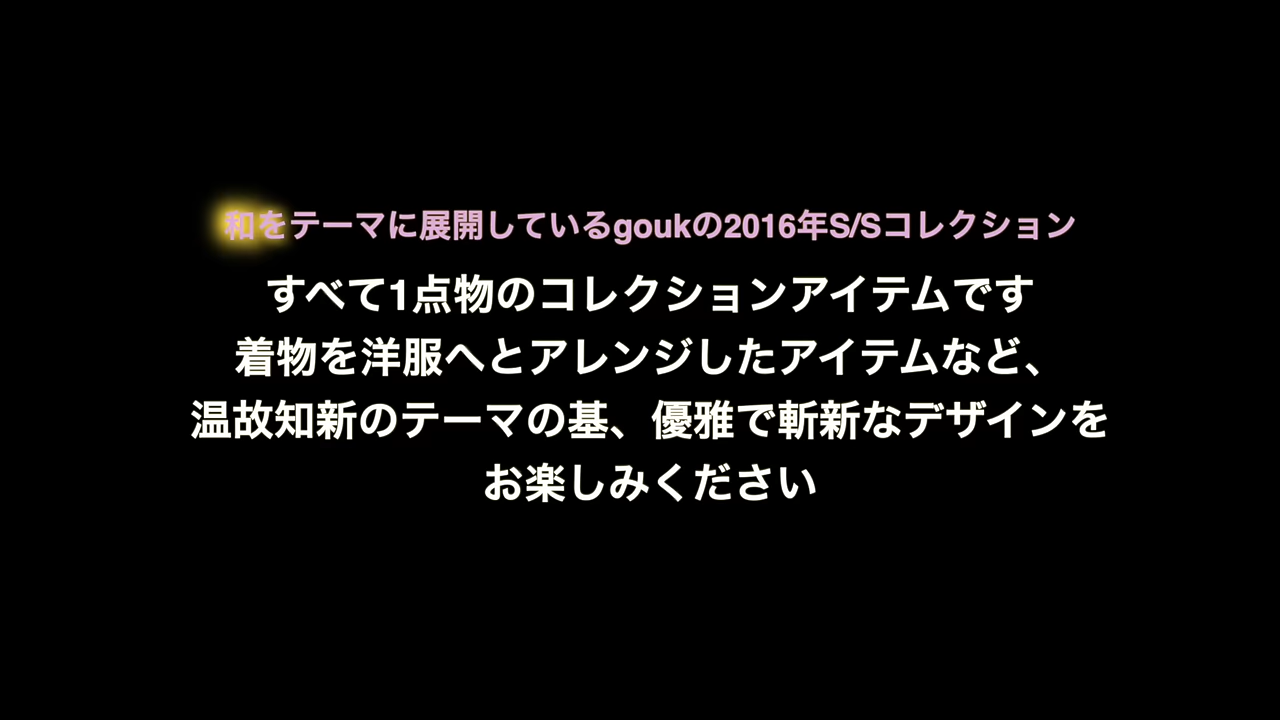 和をテーマに展開しているgoukの2016年S/Sコレクション
すべて1点物のコレクションアイテムです
着物を洋服へとアレンジしたアイテムなど、
温故知新のテーマの基、優雅で斬新なデザインを
お楽しみください